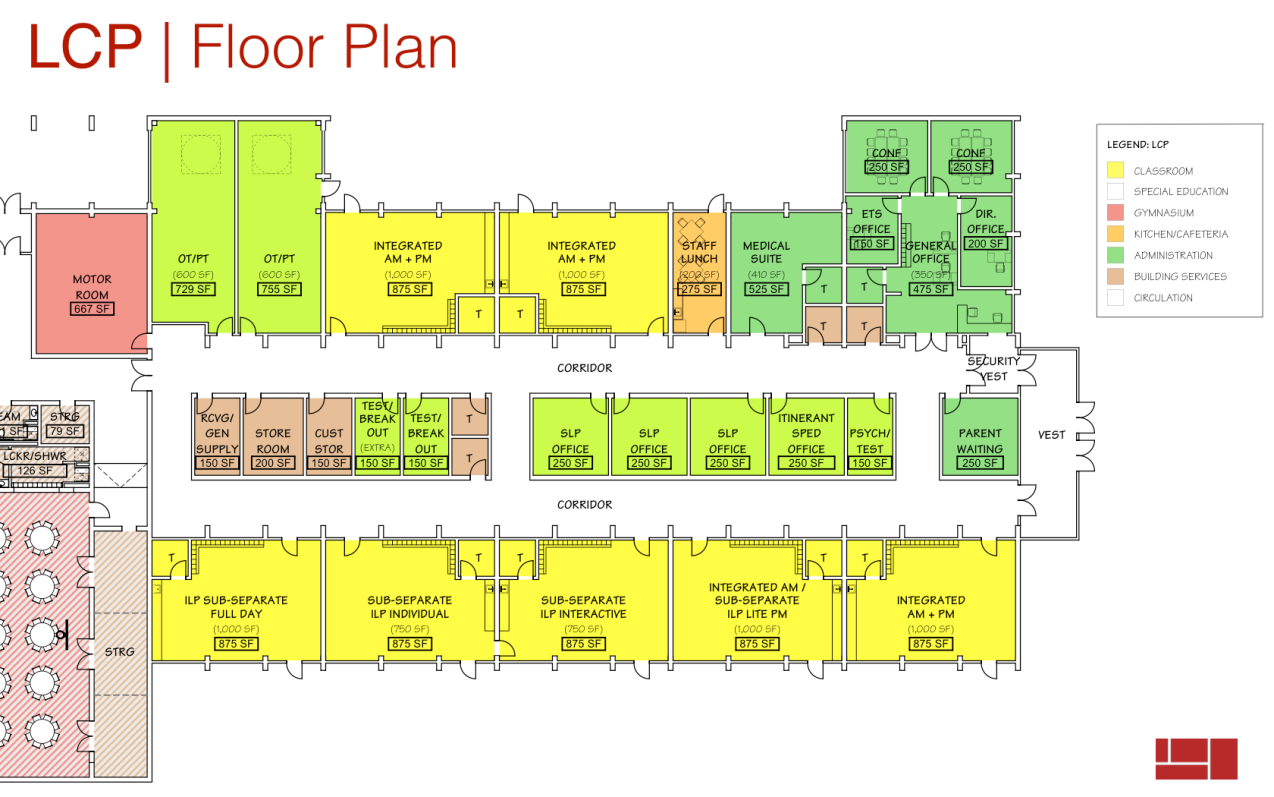 LCP | Floor Plan
LEGEND: LCP
CLASSROOM
SPECIAL EDUCATION
GYMNASIUM
KITCHEN/CAFETERIA
ADMINISTRATION
BUILDING SERVICES
CIRCULATION
CONF
250 SF
CONF
250 SF
OT/PT
(600 SF)
729 SF
OT/PT
(600 SF)
755 SF
MOTOR
ROOM
667 SF
INTEGRATED
AM + PM
(1,000 SF)
875 SF
T
T
INTEGRATED
AM + PM
(1,000 SF)
875 SF
STAFF
LUNCH
(200 SF)
275 SF
MEDICAL
SUITE
(410 SF)
525 SF
T
T
T
T
ETS
OFFICE
150 SF
GENERAL
OFFICE
(350 SF)
475 SF
DIR.
OFFICE
200 SF
CORRIDOR
SECURITY
VEST
VEST
EAM
1 SF
STRG
79 SF
LCKR/SHWR
126 SF
RCVG/
GEN
SUPPLY
150 SF
STORE
ROOM
200 SF
CUST
STOR
150 SF
TEST/
BREAK
OUT
(EXTRA)
150 SF
TEST/
BREAK
OUT
150 SF
T
T
SLP
OFFICE
250 SF
SLP
OFFICE
250 SF
SLP
OFFICE
250 SF
ITINERANT
SPED
OFFICE
250 SF
PSYCH/
TEST
150 SF
PARENT
WAITING
250 SF
CORRIDOR
STRG
T
ILP SUB-SEPARATE
FULL DAY
(1,000 SF)
875 SF
T
SUB-SEPARATE
ILP INDIVIDUAL
(750 SF)
875 SF
T
SUB-SEPARATE
ILP INTERACTIVE
(750 SF)
875 SF
T
INTEGRATED AM /
SUB-SEPARATE
ILP LITE PM
(1,000 SF)
875 SF
T
INTEGRATED
AM + PM
(1,000 SF)
875 SF